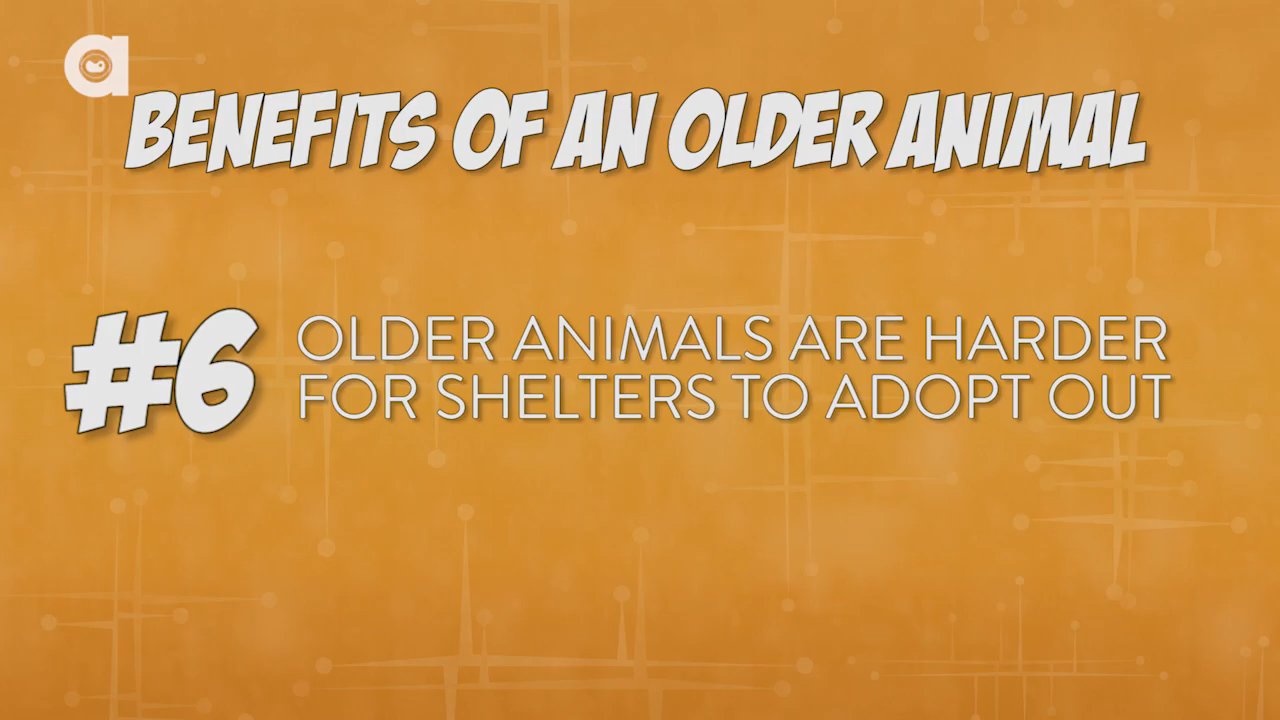 a
BENEFITS OF AN OLDER ANIMAL
#6
OLDER ANIMALS ARE HARDER
FOR SHELTERS TO ADOPT OUT